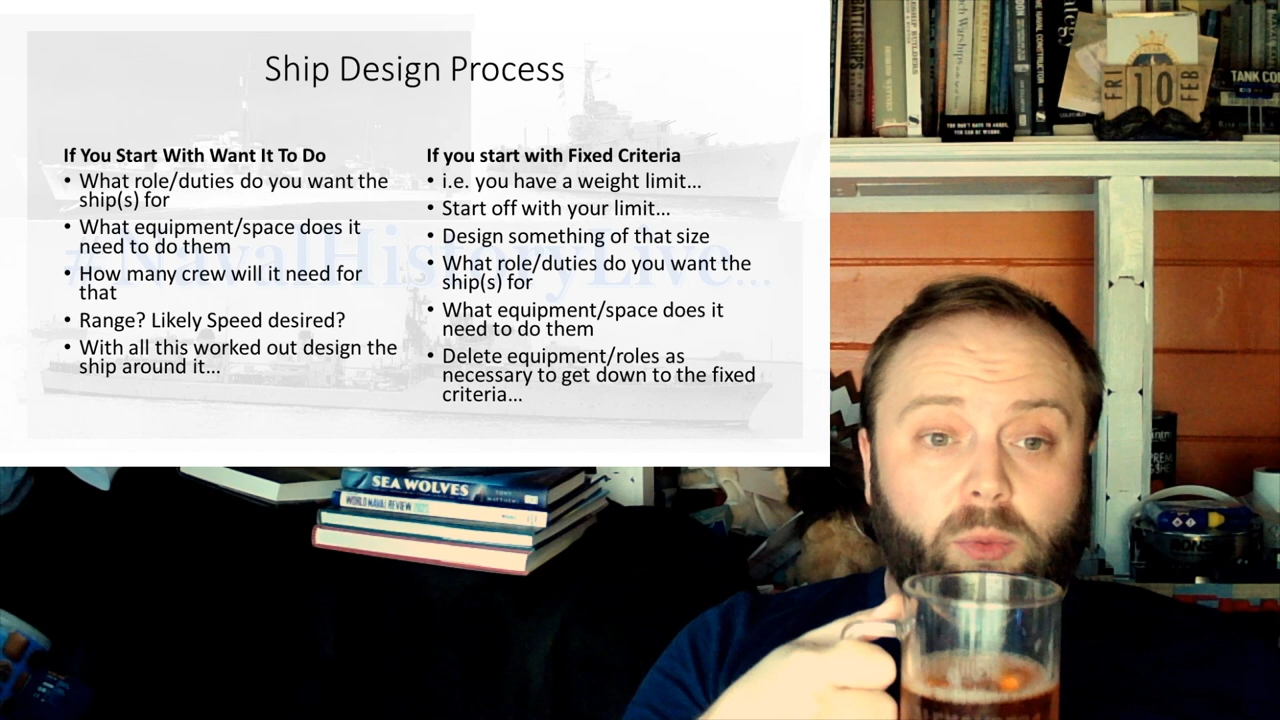 Ship Design Process
If You Start With Want It To Do
• What role/duties do you want the
ship(s) for
• What equipment/space does it
need to do them
• How many crew will it need for
that
• Range? Likely Speed desired?
• With all this worked out design the
ship around it...
If you start with Fixed Criteria
• i.e. you have a weight limit...
• Start off with your limit...
• Design something of that size
• What role/duties do you want the
ship(s) for
• What equipment/space does it
need to do them
• Delete equipment/roles as
necessary to get down to the fixed
criteria...
#NavalHistoryLive...
FRI 10 FEB
TANK
SEA WOLVES
WORLD NAVAL REVIEW